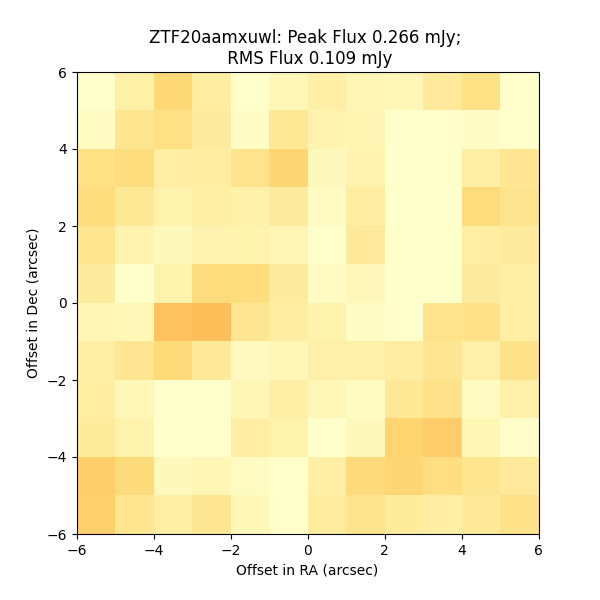 ZTF20aamxuwl: Peak Flux 0.266 mJy;
RMS Flux 0.109 mJy
6
4
2
0
−2
−4
−6
Offset in Dec (arcsec)
−6 −4 −2 0 2 4 6
Offset in RA (arcsec)